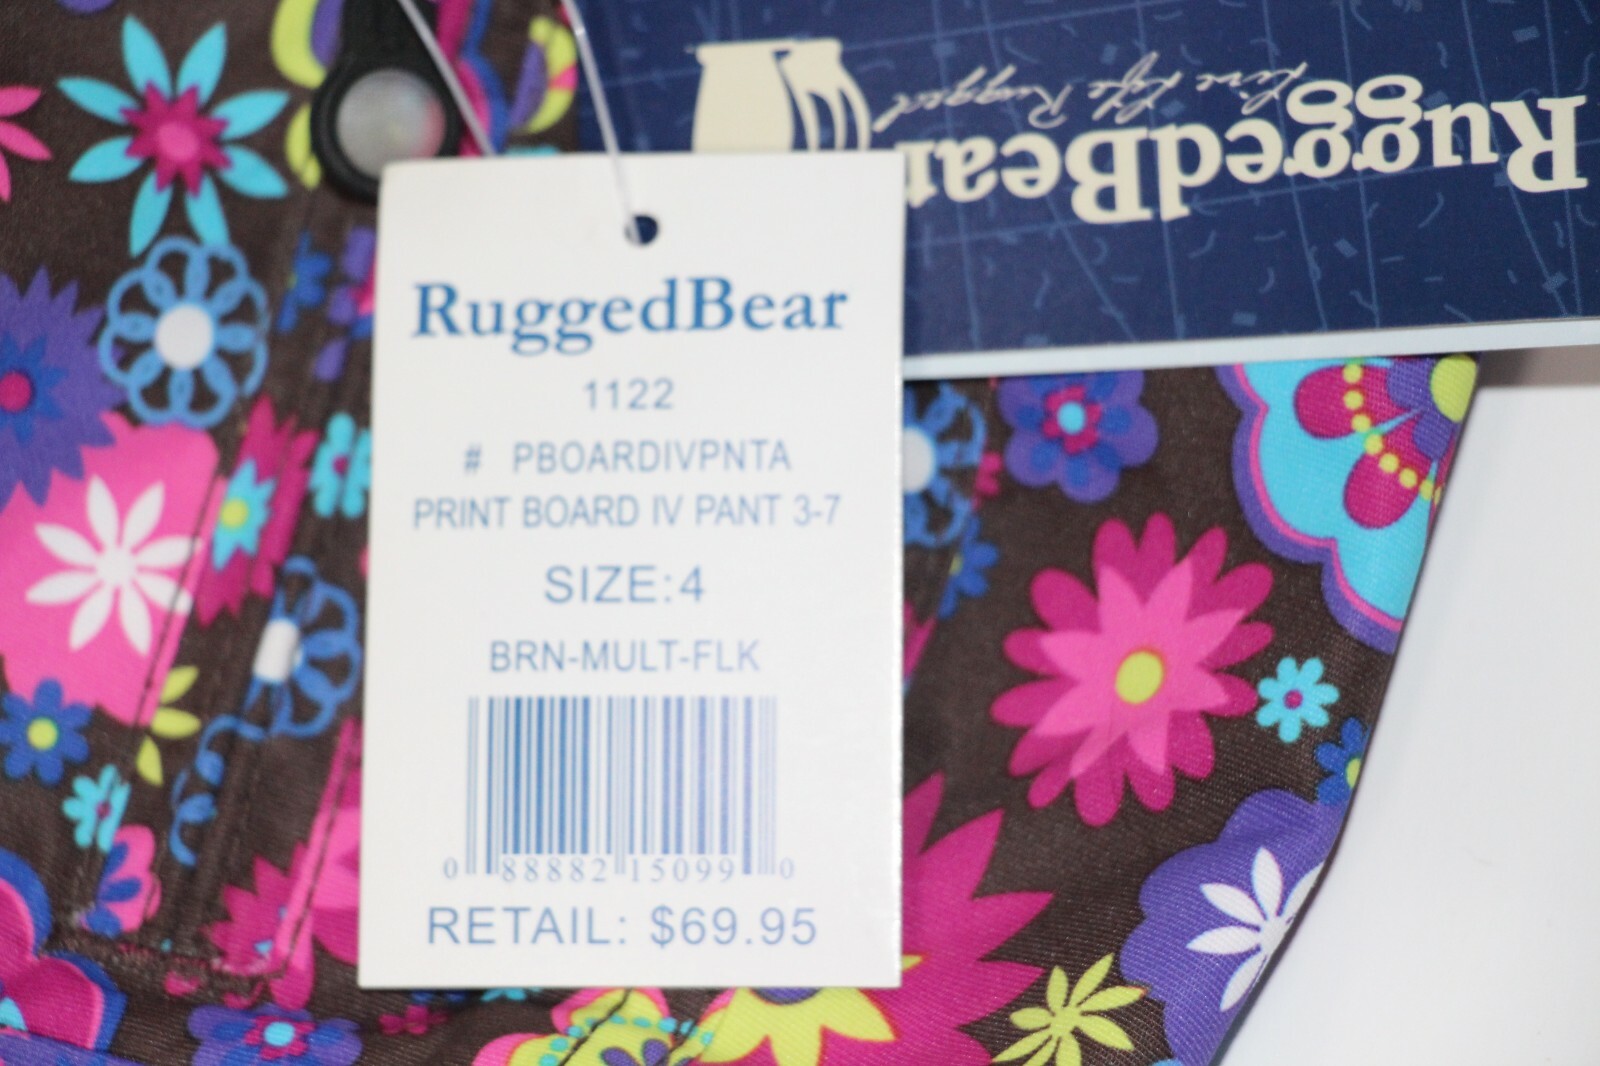 RuggedBear
Live Life Rugged
RuggedBear
1122
# PBOARDIVPNTA
PRINT BOARD IV PANT 3-7
SIZE:4
BRN-MULT-FLK
0 88882 15099 0
RETAIL: $69.95